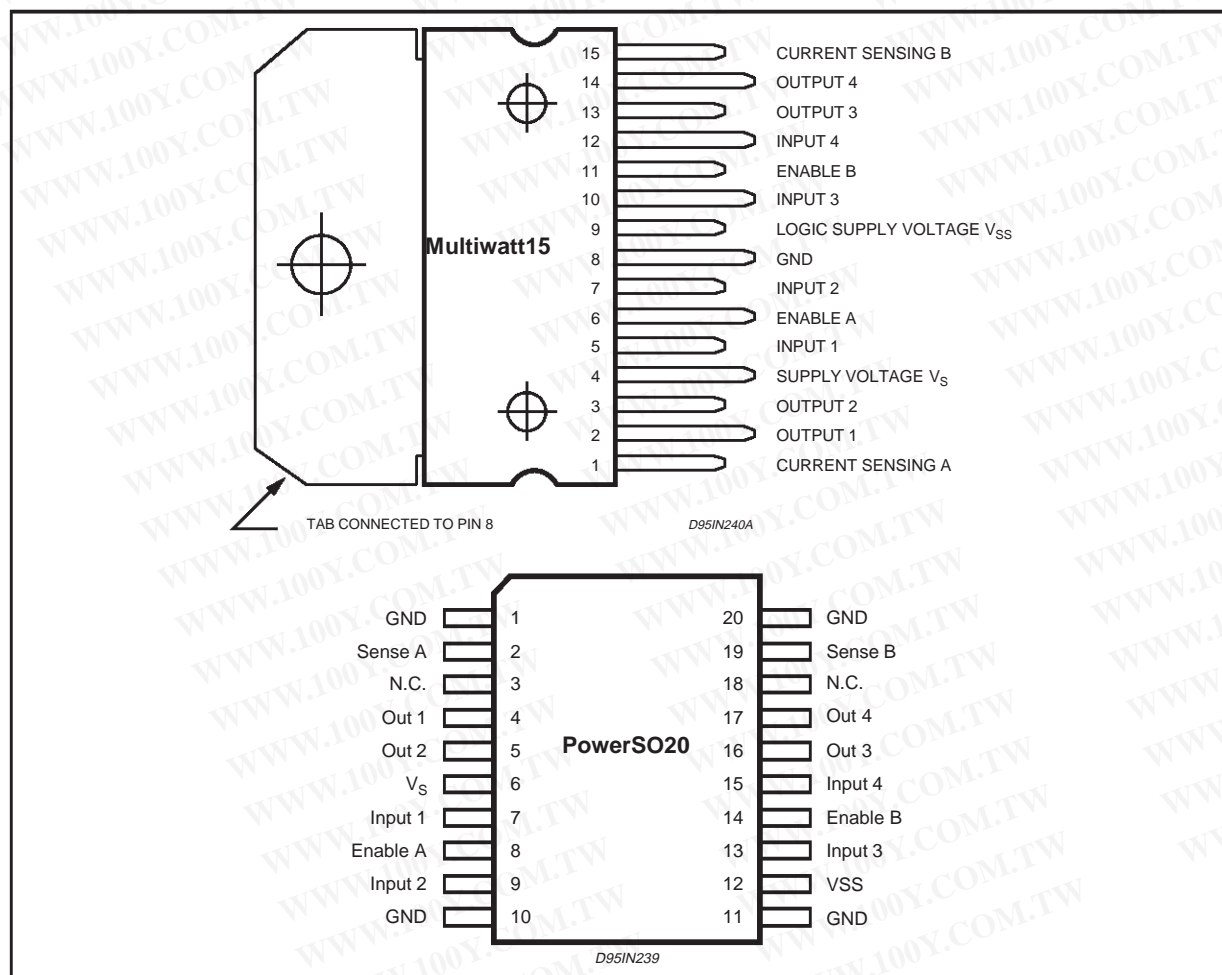 15 CURRENT SENSING B
14 OUTPUT 4
13 OUTPUT 3
12 INPUT 4
11 ENABLE B
10 INPUT 3
9 LOGIC SUPPLY VOLTAGE VSS
Multiwatt15
8 GND
7 INPUT 2
6 ENABLE A
5 INPUT 1
4 SUPPLY VOLTAGE VS
3 OUTPUT 2
2 OUTPUT 1
1 CURRENT SENSING A
TAB CONNECTED TO PIN 8
D95IN240A
GND 1 20 GND
Sense A 2 19 Sense B
N.C. 3 18 N.C.
Out 1 4 17 Out 4
Out 2 5 PowerSO20 16 Out 3
VS 6 15 Input 4
Input 1 7 14 Enable B
Enable A 8 13 Input 3
Input 2 9 12 VSS
GND 10 11 GND
D95IN239
WWW.100Y.COM.TW